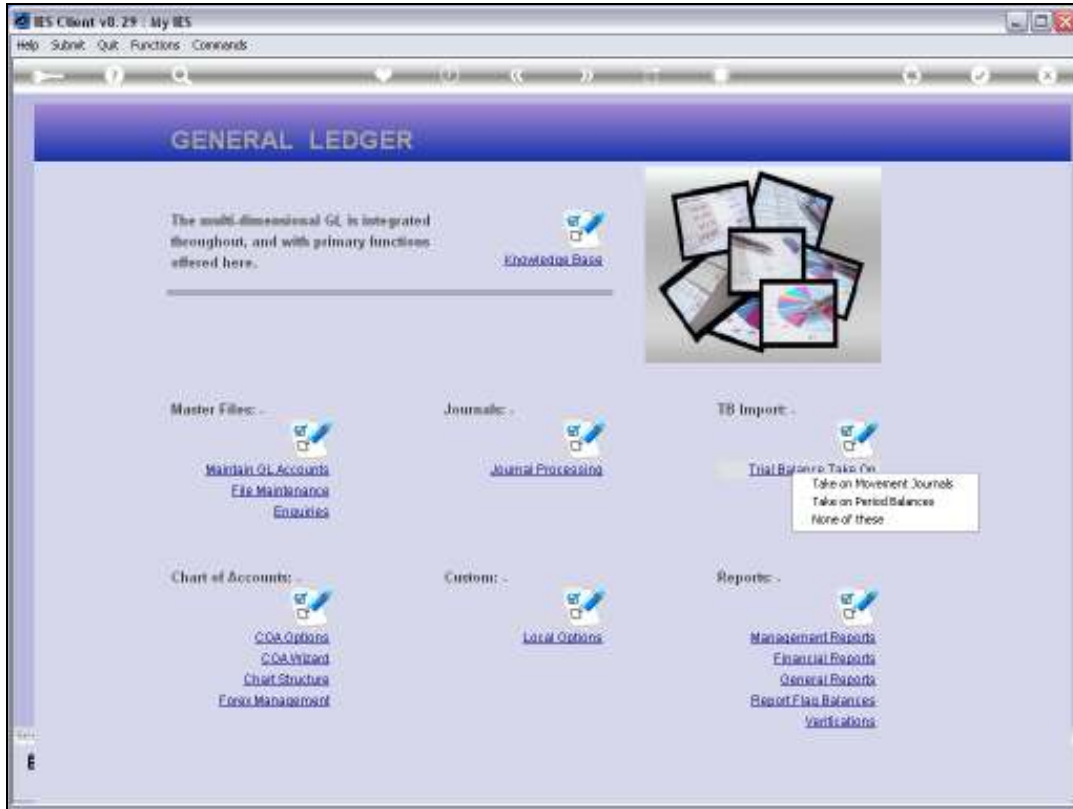 IES Client v8.29 : My IES
Help Submit Quit Functions Commands
GENERAL LEDGER
The multi-dimensional GL is integrated
throughout, and with primary functions
offered here.
Knowledge Base
Master Files: -
Maintain GL Accounts
File Maintenance
Enquiries
Journals: -
Journal Processing
TB Import: -
Trial Balance Take On
Take on Movement Journals
Take on Period Balances
None of these
Chart of Accounts: -
COA Options
COA Wizard
Chart Structure
Forex Management
Custom: -
Local Options
Reports: -
Management Reports
Financial Reports
General Reports
Report Flag Balances
Verifications